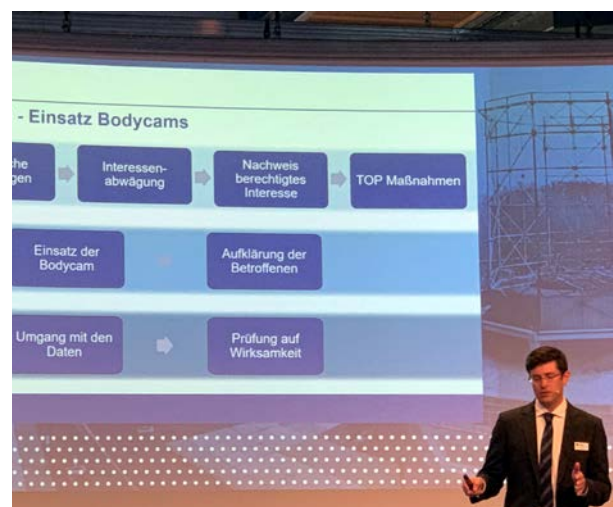 - Einsatz Bodycams
che
gen
Interessen-
abwägung
Nachweis
berechtigtes
Interesse
TOP Maßnahmen
Einsatz der
Bodycam
Aufklärung der
Betroffenen
Umgang mit den
Daten
Prüfung auf
Wirksamkeit